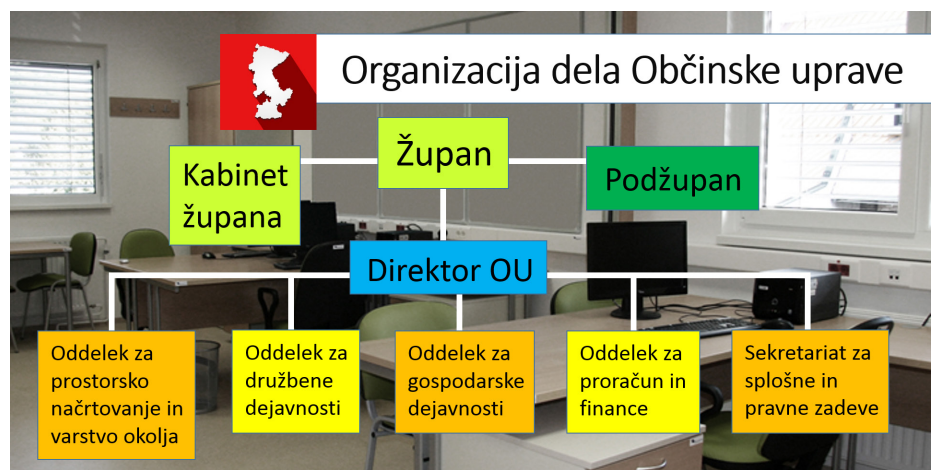 Organizacija dela Občinske uprave
Župan
Kabinet
župana
Podžupan
Direktor OU
Oddelek za
prostorsko
načrtovanje in
varstvo okolja
Oddelek za
družbene
dejavnosti
Oddelek za
gospodarske
dejavnosti
Oddelek za
proračun in
finance
Sekretariat za
splošne in
pravne zadeve